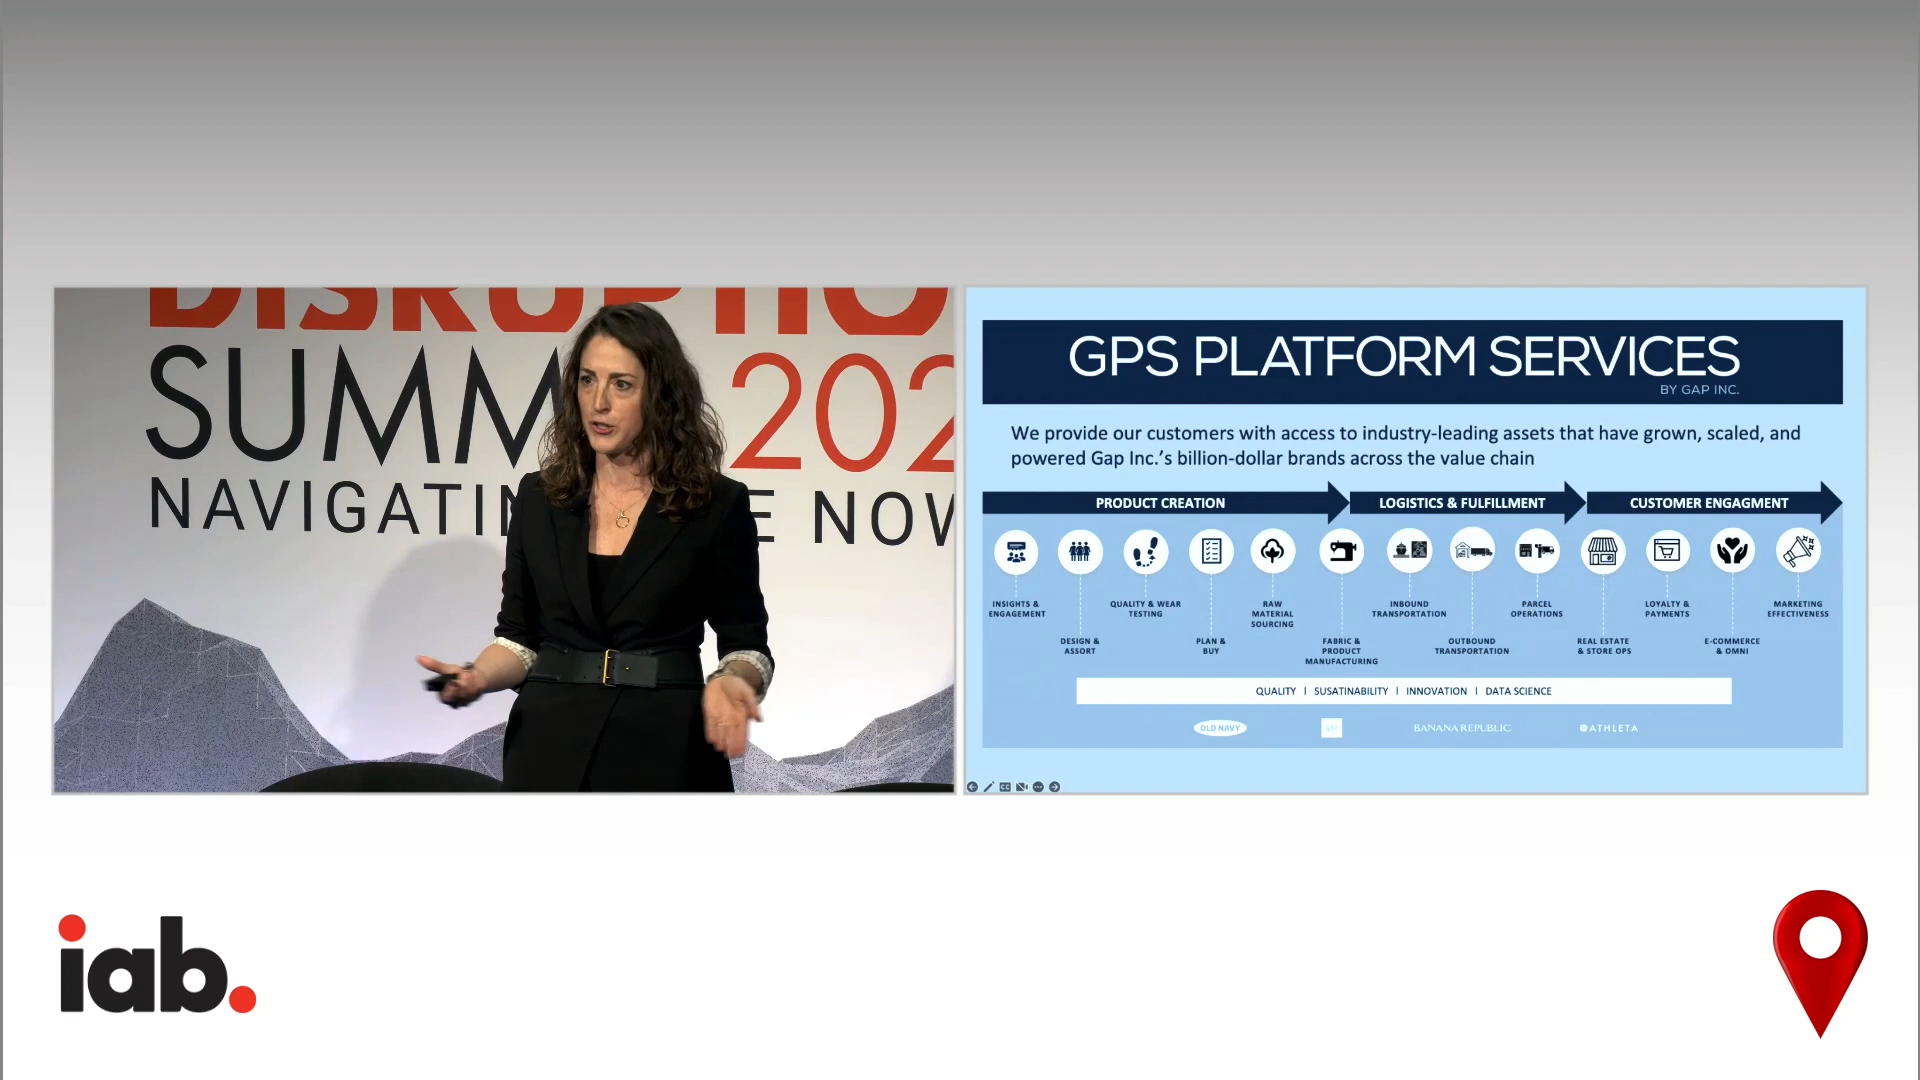 DISRUPTIO
SUMM 202
NAVIGATIN E NOW
GPS PLATFORM SERVICES
BY GAP INC.
We provide our customers with access to industry-leading assets that have grown, scaled, and
powered Gap Inc.'s billion-dollar brands across the value chain
PRODUCT CREATION
LOGISTICS & FULFILLMENT
CUSTOMER ENGAGMENT
INSIGHTS &
ENGAGEMENT
DESIGN &
ASSORT
QUALITY & WEAR
TESTING
PLAN &
BUY
RAW
MATERIAL
SOURCING
FABRIC &
PRODUCT
MANUFACTURING
INBOUND
TRANSPORTATION
OUTBOUND
TRANSPORTATION
PARCEL
OPERATIONS
REAL ESTATE
& STORE OPS
LOYALTY &
PAYMENTS
E-COMMERCE
& OMNI
MARKETING
EFFECTIVENESS
QUALITY | SUSATINABILITY | INNOVATION | DATA SCIENCE
OLD NAVY
GAP
BANANA REPUBLIC
ATHLETA
CC
iab.